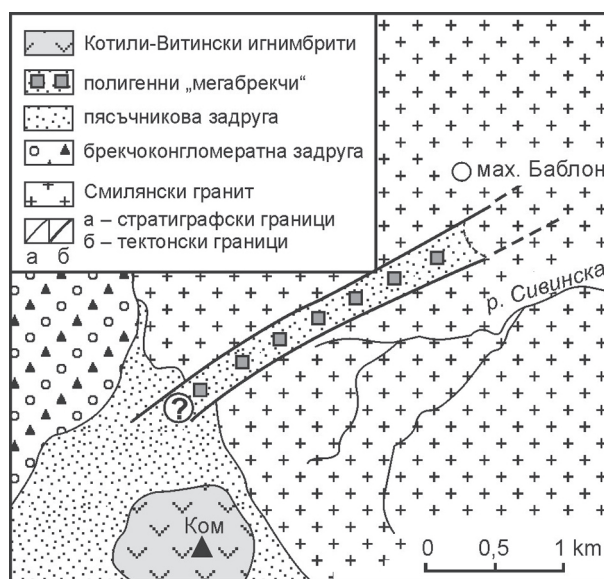 Котили-Витински игнимбрити
полигенни „мегабрекчи“
пясъчникова задруга
брекчоконгломератна задруга
Смилянски гранит
а – стратиграфски граници
б – тектонски граници
а б
мах. Баблон
р. Сивинска
?
Ком
0 0,5 1 km